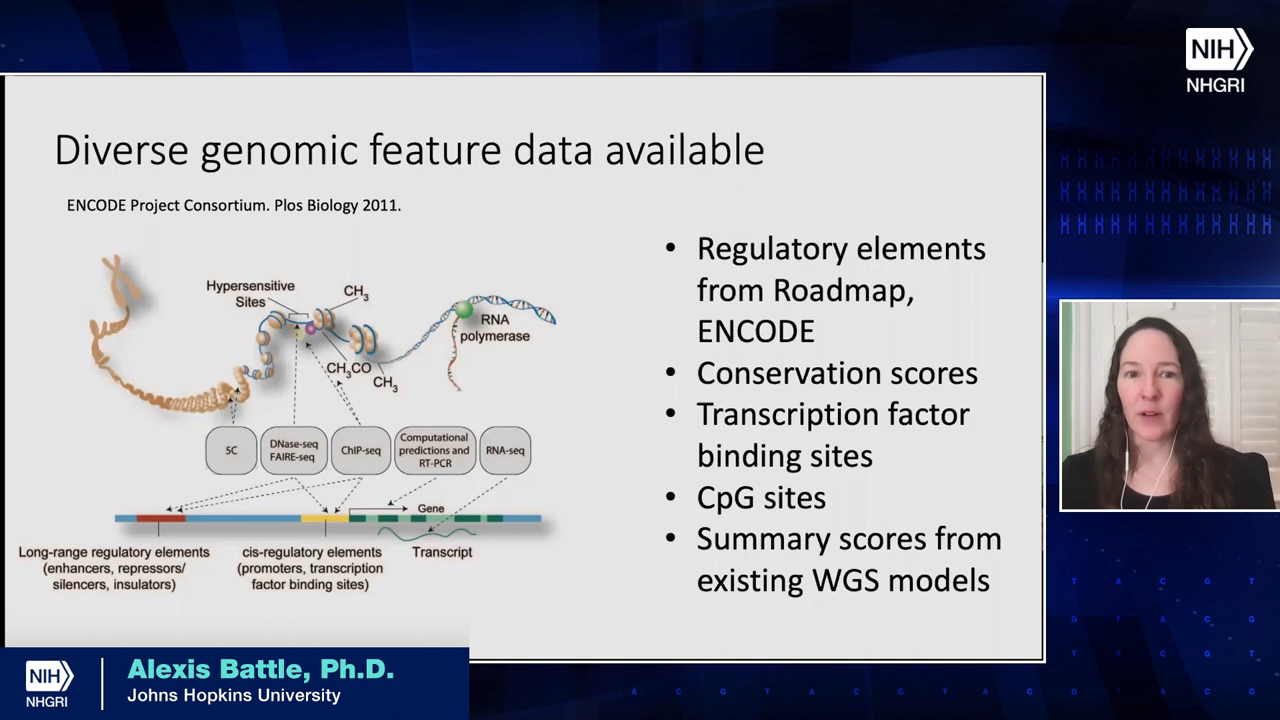 NIH
NHGRI
Diverse genomic feature data available
ENCODE Project Consortium. Plos Biology 2011.
Hypersensitive
Sites
CH3
RNA
polymerase
CH3CO
CH3
5C
DNase-seq
FAIRE-seq
ChIP-seq
Computational
predictions and
RT-PCR
RNA-seq
Gene
Long-range regulatory elements
(enhancers, repressors/
silencers, insulators)
cis-regulatory elements
(promoters, transcription
factor binding sites)
Transcript
• Regulatory elements
from Roadmap,
ENCODE
• Conservation scores
• Transcription factor
binding sites
• CpG sites
• Summary scores from
existing WGS models
T A C G T
G T A C G
T A C G T
A C G T A C G T A C G T A C G T A C G
NIH
NHGRI
Alexis Battle, Ph.D.
Johns Hopkins University